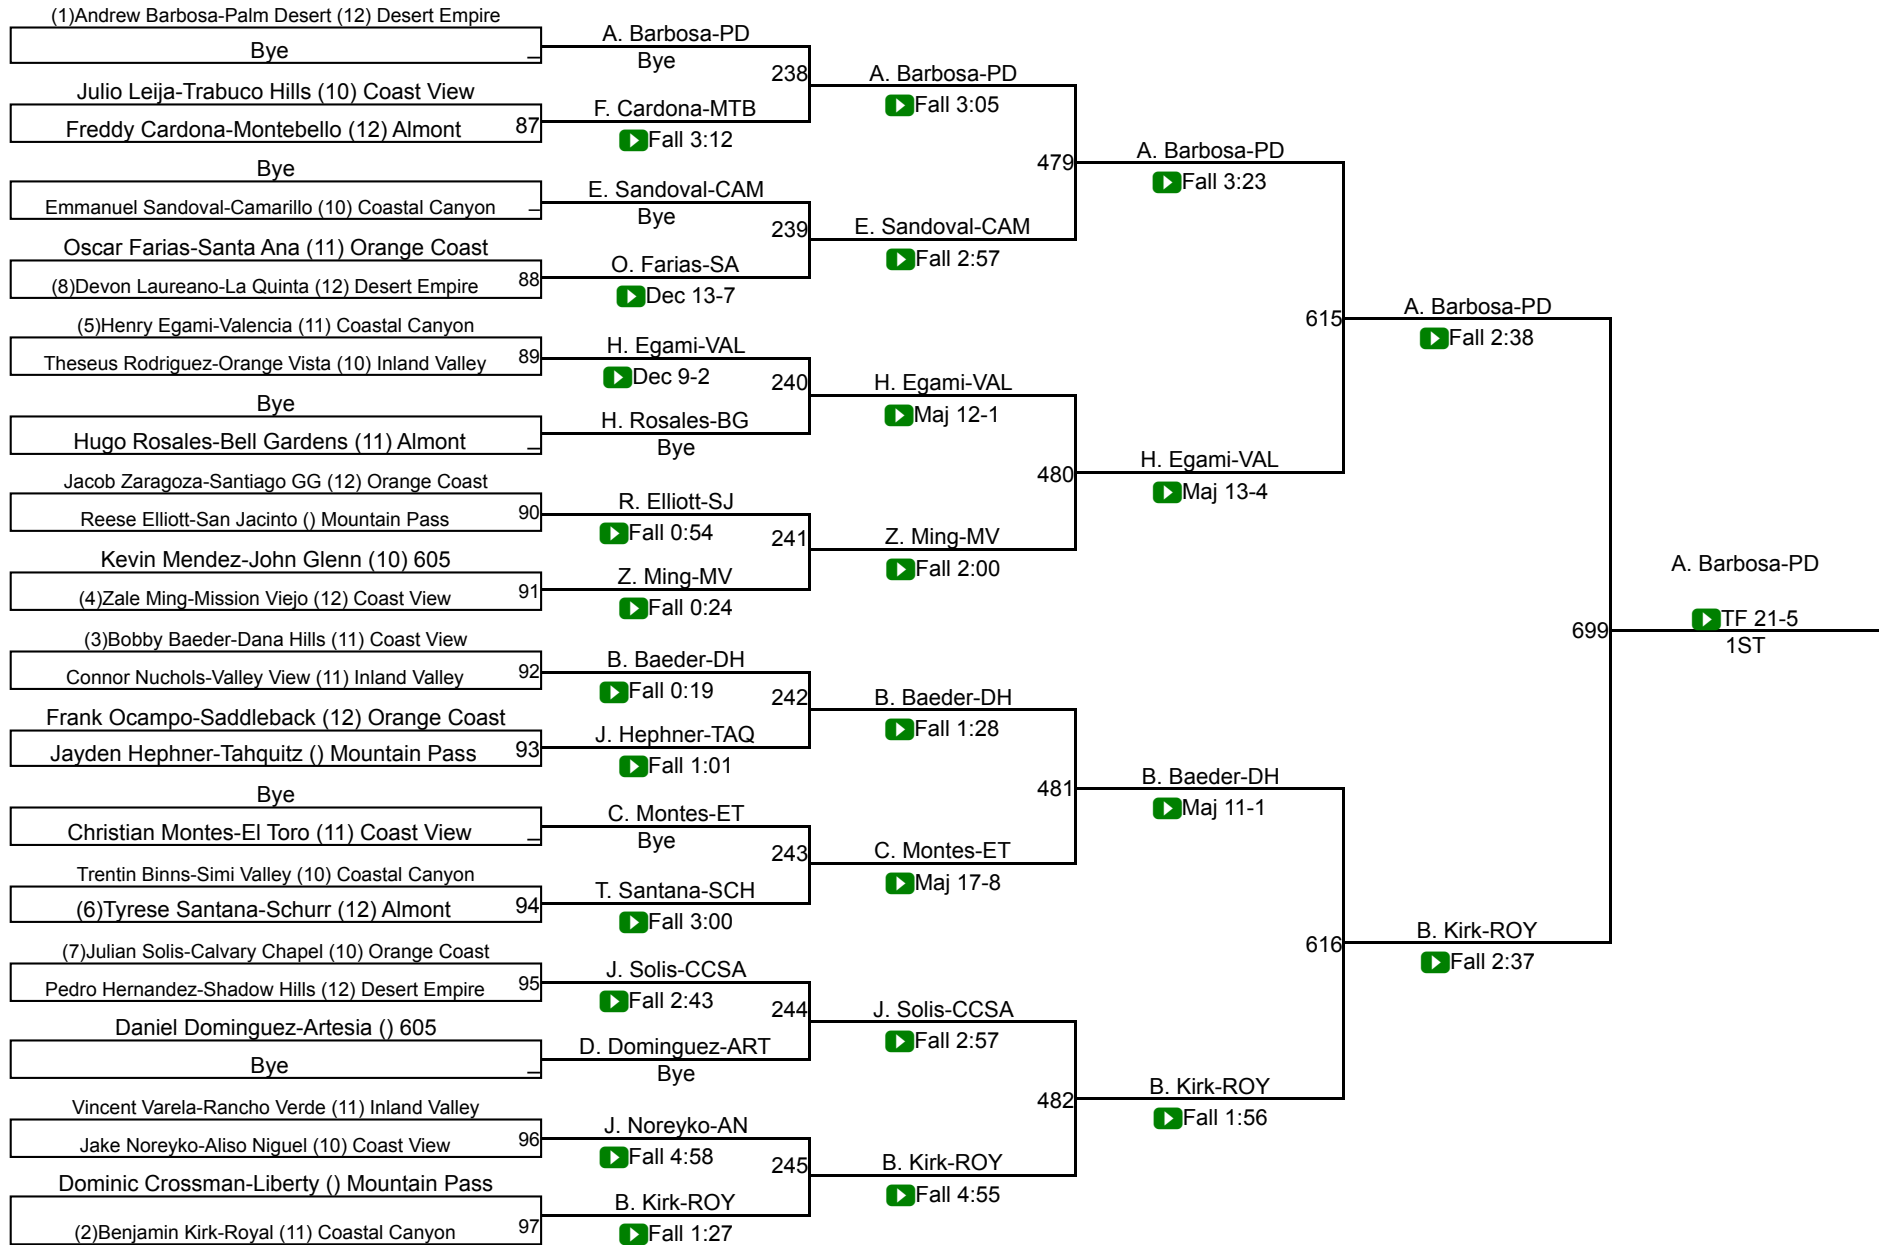 (1)Andrew Barbosa-Palm Desert (12) Desert Empire
Bye _
Julio Leija-Trabuco Hills (10) Coast View
Freddy Cardona-Montebello (12) Almont 87
Bye
Emmanuel Sandoval-Camarillo (10) Coastal Canyon _
Oscar Farias-Santa Ana (11) Orange Coast
(8)Devon Laureano-La Quinta (12) Desert Empire 88
(5)Henry Egami-Valencia (11) Coastal Canyon
Theseus Rodriguez-Orange Vista (10) Inland Valley 89
Bye
Hugo Rosales-Bell Gardens (11) Almont _
Jacob Zaragoza-Santiago GG (12) Orange Coast
Reese Elliott-San Jacinto () Mountain Pass 90
Kevin Mendez-John Glenn (10) 605
(4)Zale Ming-Mission Viejo (12) Coast View 91
(3)Bobby Baeder-Dana Hills (11) Coast View
Connor Nuchols-Valley View (11) Inland Valley 92
Frank Ocampo-Saddleback (12) Orange Coast
Jayden Hephner-Tahquitz () Mountain Pass 93
Bye
Christian Montes-El Toro (11) Coast View _
Trentin Binns-Simi Valley (10) Coastal Canyon
(6)Tyrese Santana-Schurr (12) Almont 94
(7)Julian Solis-Calvary Chapel (10) Orange Coast
Pedro Hernandez-Shadow Hills (12) Desert Empire 95
Daniel Dominguez-Artesia () 605
Bye _
Vincent Varela-Rancho Verde (11) Inland Valley
Jake Noreyko-Aliso Niguel (10) Coast View 96
Dominic Crossman-Liberty () Mountain Pass
(2)Benjamin Kirk-Royal (11) Coastal Canyon 97
A. Barbosa-PD
Bye
238
F. Cardona-MTB
Fall 3:12
E. Sandoval-CAM
Bye
239
O. Farias-SA
Dec 13-7
H. Egami-VAL
Dec 9-2
240
H. Rosales-BG
Bye
R. Elliott-SJ
Fall 0:54
241
Z. Ming-MV
Fall 0:24
B. Baeder-DH
Fall 0:19
242
J. Hephner-TAQ
Fall 1:01
C. Montes-ET
Bye
243
T. Santana-SCH
Fall 3:00
J. Solis-CCSA
Fall 2:43
244
D. Dominguez-ART
Bye
J. Noreyko-AN
Fall 4:58
245
B. Kirk-ROY
Fall 1:27
A. Barbosa-PD
Fall 3:05
479
E. Sandoval-CAM
Fall 2:57
H. Egami-VAL
Maj 12-1
480
Z. Ming-MV
Fall 2:00
B. Baeder-DH
Fall 1:28
481
C. Montes-ET
Maj 17-8
J. Solis-CCSA
Fall 2:57
482
B. Kirk-ROY
Fall 4:55
A. Barbosa-PD
Fall 3:23
615
H. Egami-VAL
Maj 13-4
B. Baeder-DH
Maj 11-1
616
B. Kirk-ROY
Fall 1:56
A. Barbosa-PD
Fall 2:38
699
B. Kirk-ROY
Fall 2:37
A. Barbosa-PD
TF 21-5
1ST